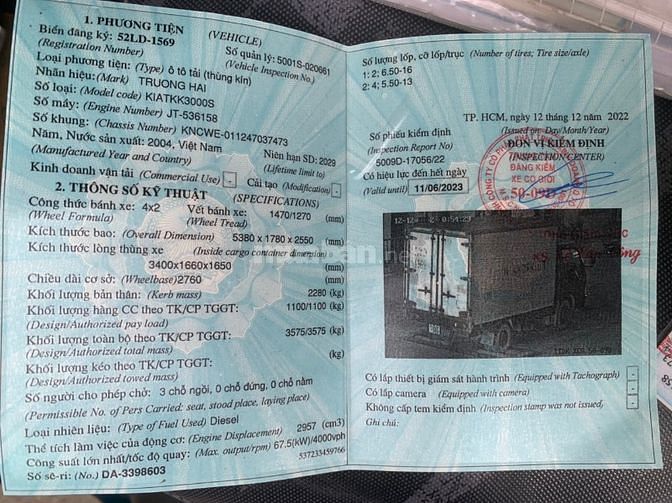 1. PHƯƠNG TIỆN (VEHICLE)
Biển đăng ký: 52LD-1569 Số quản lý: 5001S-020661
(Registration Number) (Vehicle Inspection No.)
Loại phương tiện: (Type) ô tô tải (thùng kín)
Nhãn hiệu: (Mark) TRUONG HAI
Số loại: (Model code) KIATKK3000S
Số máy: (Engine Number) JT-536158
Số khung: (Chassis Number) KNCWE-011247037473
Năm, Nước sản xuất: 2004, Việt Nam Niên hạn SD: 2029
(Manufactured Year and Country) (Lifetime limit to)
Kinh doanh vận tải (Commercial Use) - Cải tạo (Modification) -
2. THÔNG SỐ KỸ THUẬT (SPECIFICATIONS)
Công thức bánh xe: 4x2 Vết bánh xe: 1470/1270 (mm)
(Wheel Formula) (Wheel Tread)
Kích thước bao: (Overall Dimension) 5380 x 1780 x 2550 (mm)
Kích thước lòng thùng xe (Inside cargo container dimension)
3400x1660x1650 (mm)
Chiều dài cơ sở: (Wheelbase) 2760 (mm)
Khối lượng bản thân: (Kerb mass) 2280 (kg)
Khối lượng hàng CC theo TK/CP TGGT: 1100/1100 (kg)
(Design/Authorized pay load)
Khối lượng toàn bộ theo TK/CP TGGT: 3575/3575 (kg)
(Design/Authorized total mass)
Khối lượng kéo theo TK/CP TGGT: (kg)
(Design/Authorized towed mass)
Số người cho phép chở: 3 chỗ ngồi, 0 chỗ đứng, 0 chỗ nằm
(Permissible No. of Pers Carried: seat, stood place, laying place)
Loại nhiên liệu: (Type of Fuel Used) Diesel
Thể tích làm việc của động cơ: (Engine Displacement) 2957 (cm3)
Công suất lớn nhất/tốc độ quay: (Max. output/rpm) 67.5(kW)/4000vph
537233459766
Số sê-ri: (No.) DA-3398603
Số lượng lốp, cỡ lốp/trục (Number of tires; Tire size/axle)
1: 2; 6.50-16
2: 4; 5.50-13
TP. HCM, ngày 12 tháng 12 năm 2022
(Issued on: Day/Month/Year)
Số phiếu kiểm định ĐƠN VỊ KIỂM ĐỊNH
(Inspection Report No) (INSPECTION CENTER)
5009D-17056/22
Có hiệu lực đến hết ngày
(Valid until) 11/06/2023
ĐĂNG KIỂM
XE CƠ GIỚI
50-09D
Có lắp thiết bị giám sát hành trình (Equipped with Tachograph) -
Có lắp camera (Equipped with camera) -
Không cấp tem kiểm định (Inspection stamp was not issued) -
Ghi chú: